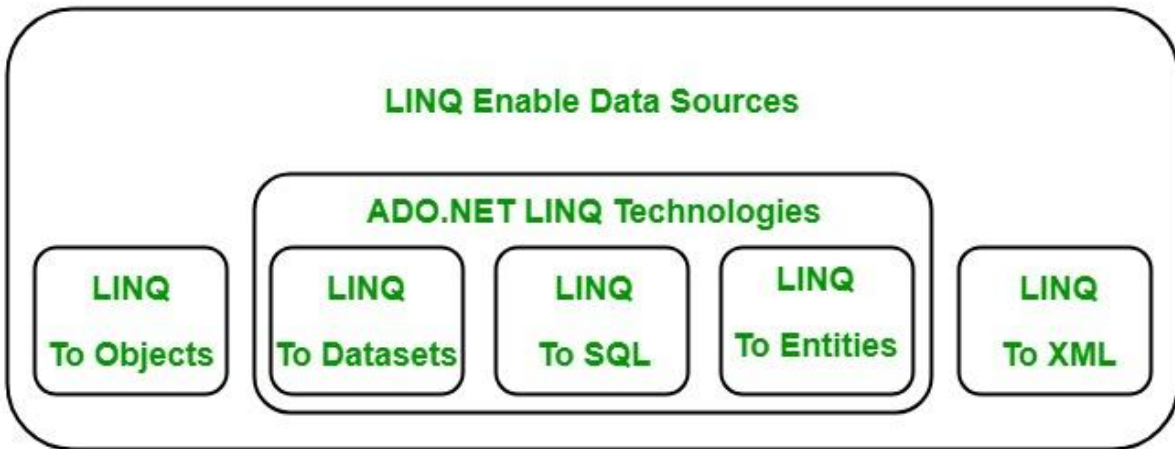 LINQ Enable Data Sources
ADO.NET LINQ Technologies
LINQ
To Objects
LINQ
To Datasets
LINQ
To SQL
LINQ
To Entities
LINQ
To XML